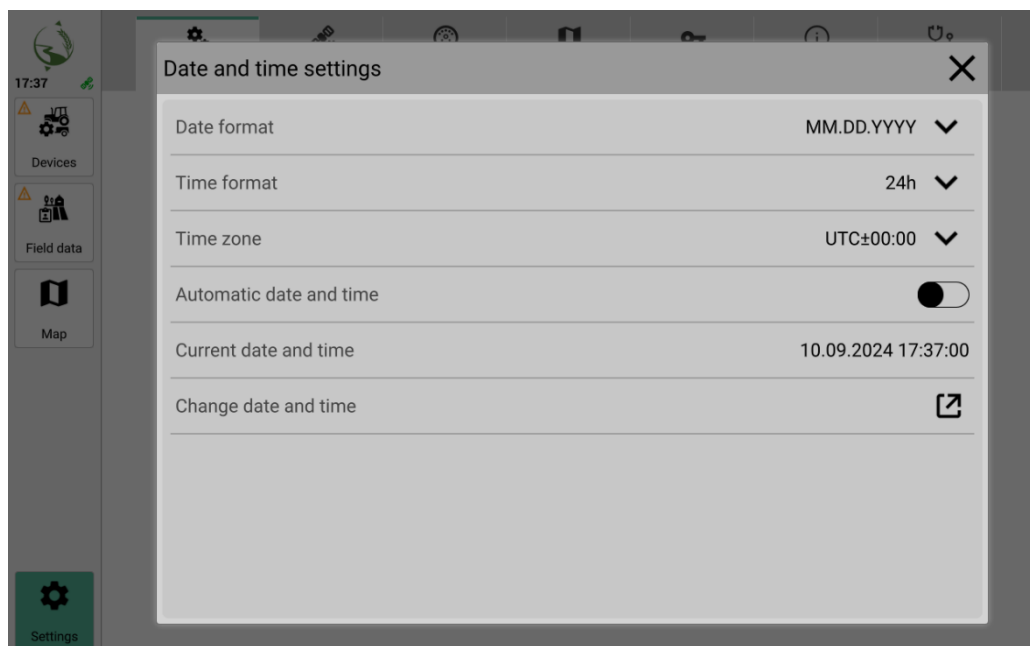 17:37
Devices
Field data
Map
Settings
Date and time settings
Date format MM.DD.YYYY
Time format 24h
Time zone UTC±00:00
Automatic date and time
Current date and time 10.09.2024 17:37:00
Change date and time